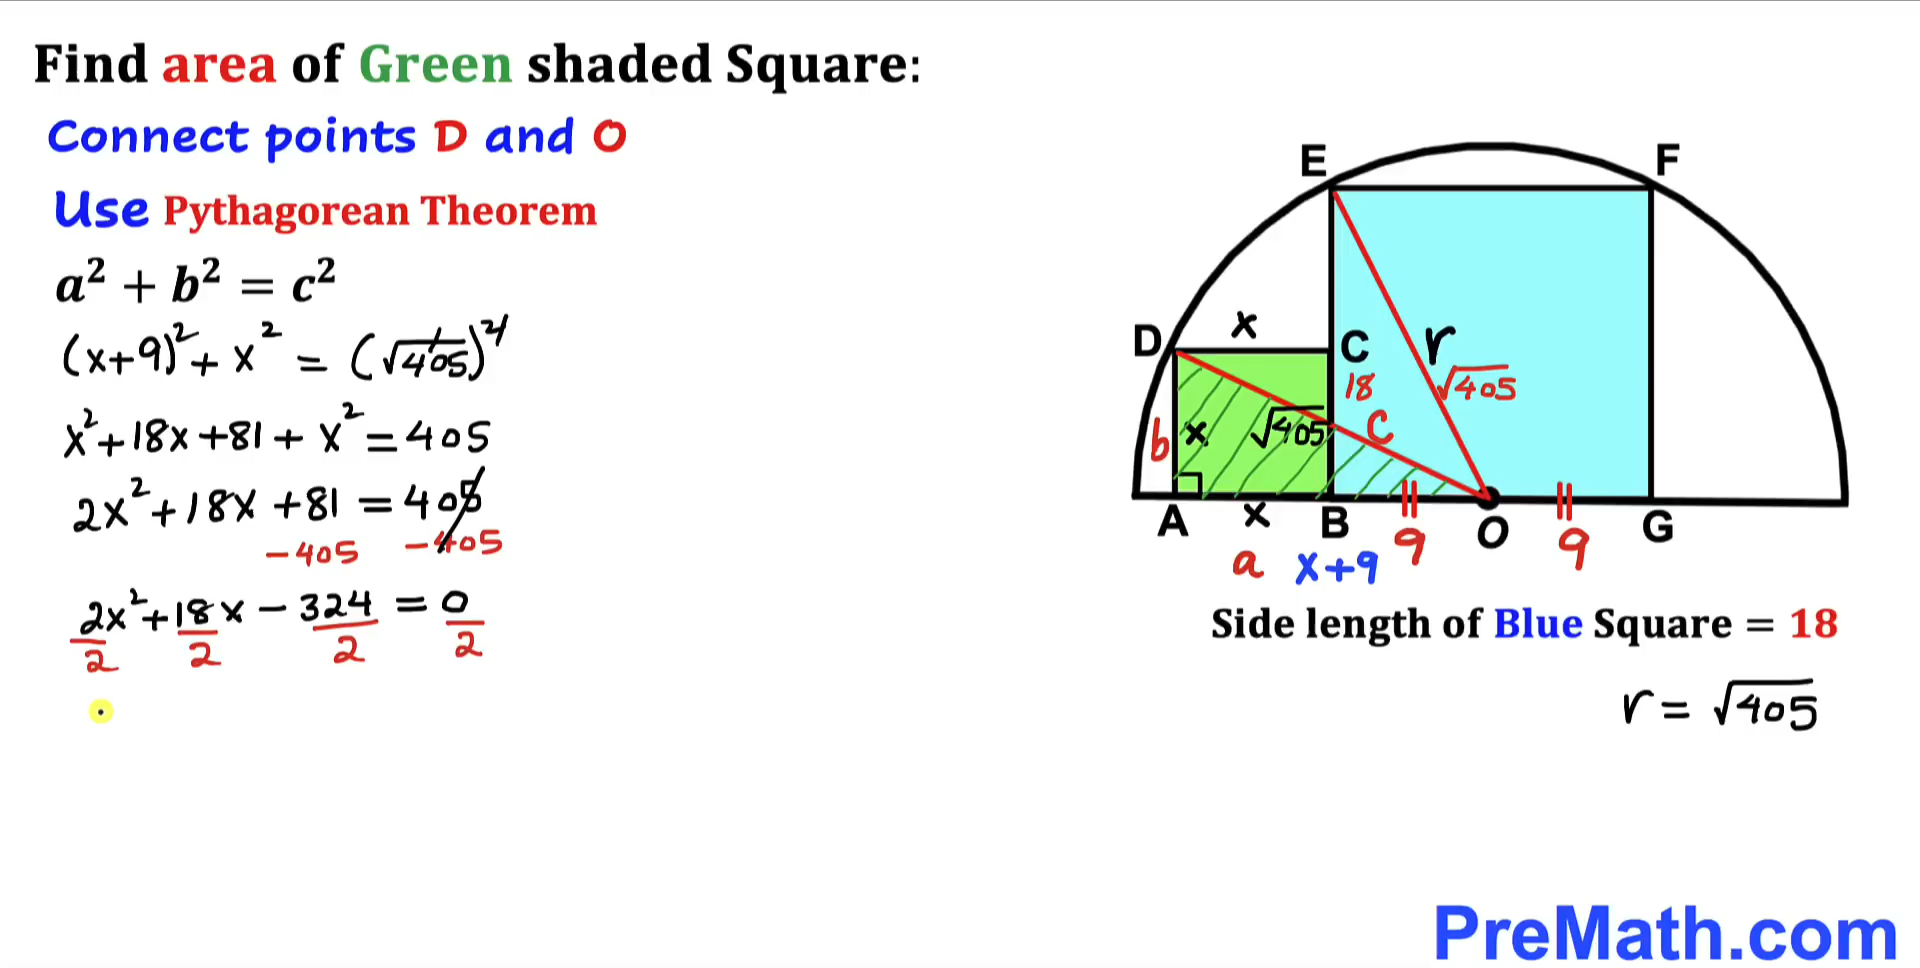 Find area of Green shaded Square:
Connect points D and O
Use Pythagorean Theorem
a² + b² = c²
(x+9)² + x² = (√405)²
x² + 18x + 81 + x² = 405
2x² + 18x + 81 = 405
-405 -405
2x² + 18x - 324 = 0
2 2 2 2
E F
D x C r
18 √405
b x √405 c
A x B O G
a x+9 9 9
Side length of Blue Square = 18
r = √405
PreMath.com